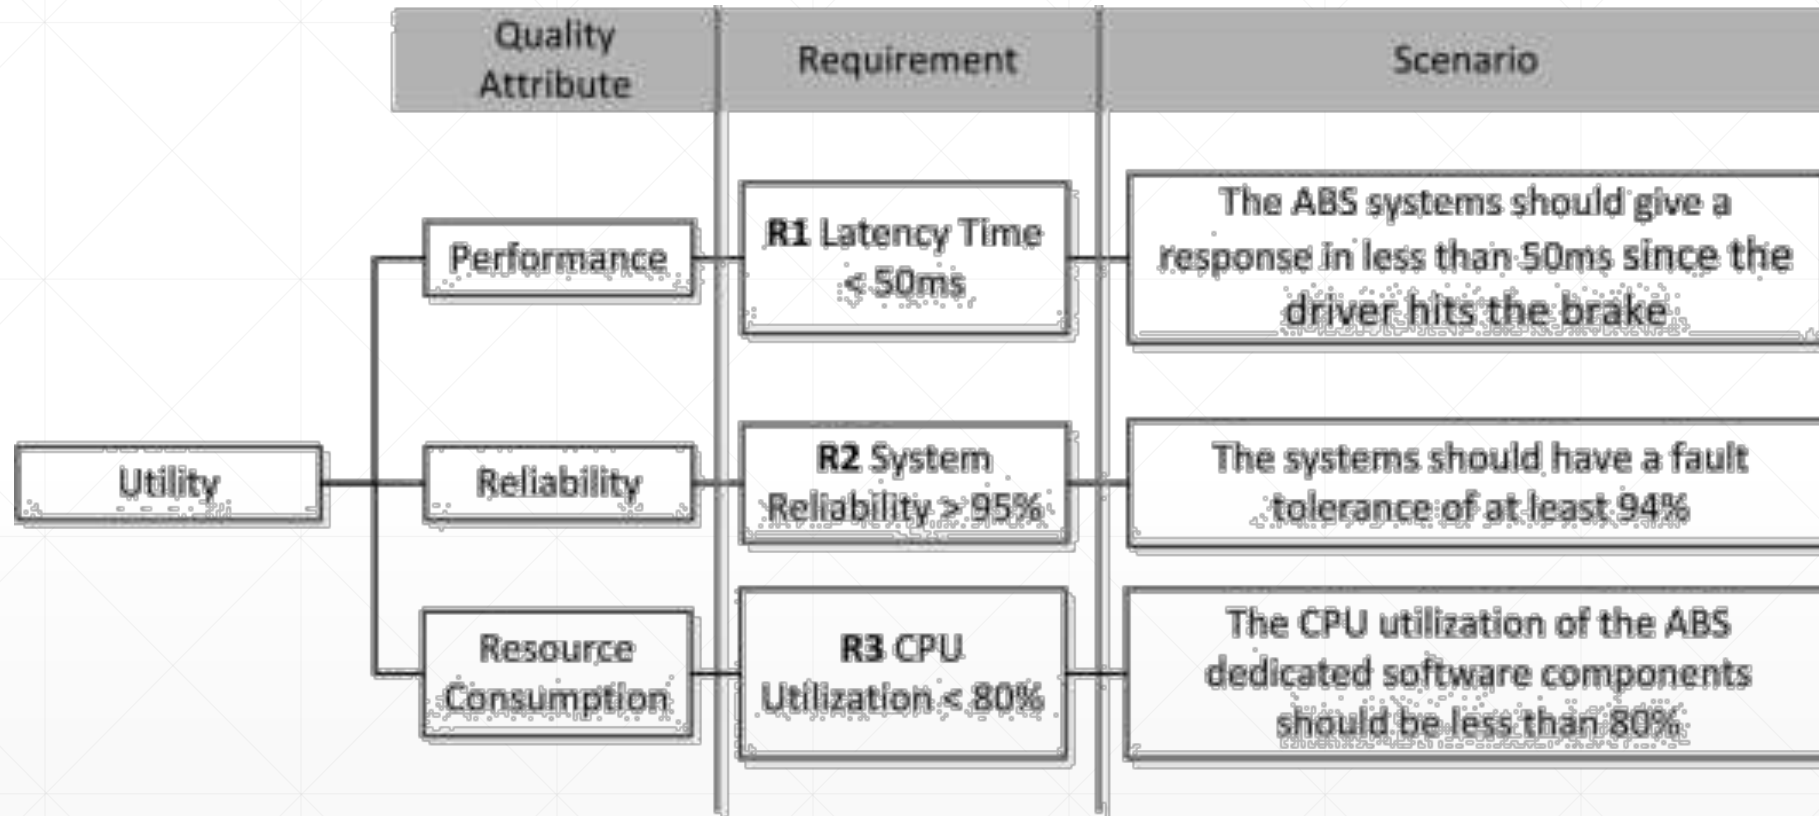 Quality
Attribute
Requirement
Scenario
Performance
R1 Latency Time
< 50ms
The ABS systems should give a
response in less than 50ms since the
driver hits the brake
Utility
Reliability
R2 System
Reliability > 95%
The systems should have a fault
tolerance of at least 94%
Resource
Consumption
R3 CPU
Utilization < 80%
The CPU utilization of the ABS
dedicated software components
should be less than 80%